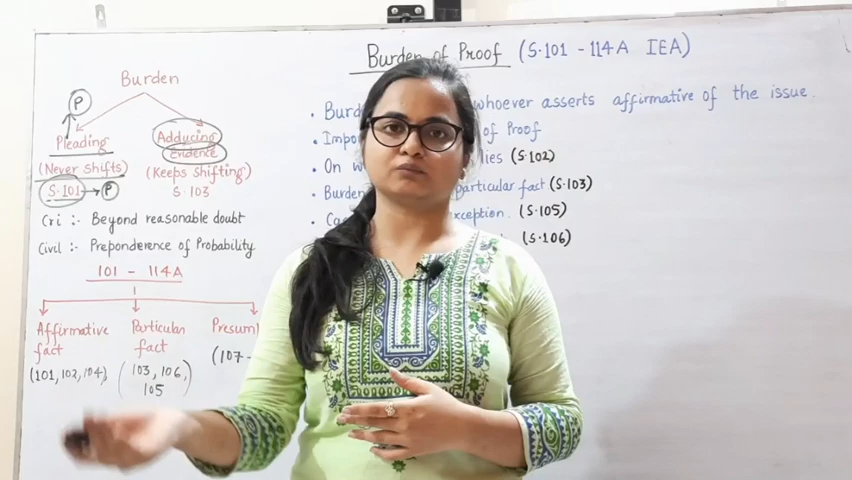 Burden of Proof (S.101 - 114A IEA)
Burden
P
Pleading
(Never shifts)
S.101 → P
Adducing
Evidence
(Keeps shifting)
S.103
Cri :- Beyond reasonable doubt
Civil :- Preponderence of Probability
101 - 114A
Affirmative
fact
(101, 102, 104)
Particular
fact
(103, 106,
105)
Presum
(107-
• Burd whoever asserts affirmative of the issue.
• Impo of Proof
• On w lies (S.102)
• Burden particular fact (S.103)
• Ca exception. (S.105)
• (S.106)